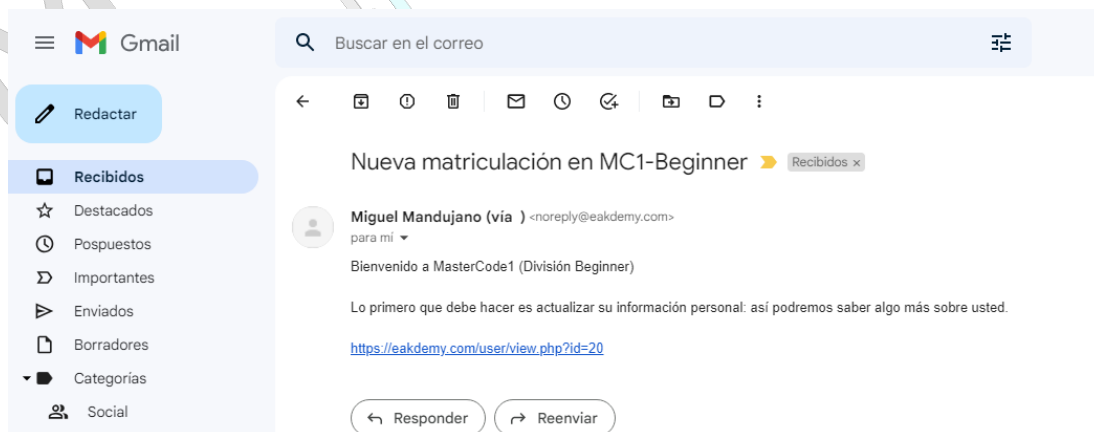 Gmail
Buscar en el correo
Redactar
Nueva matriculación en MC1-Beginner Recibidos x
Recibidos
Miguel Mandujano (vía ) <noreply@eakdemy.com>
Destacados
para mí
Pospuestos
Bienvenido a MasterCode1 (División Beginner)
Importantes
Lo primero que debe hacer es actualizar su información personal: así podremos saber algo más sobre usted.
Enviados
https://eakdemy.com/user/view.php?id=20
Borradores
Categorías
Social
Responder Reenviar